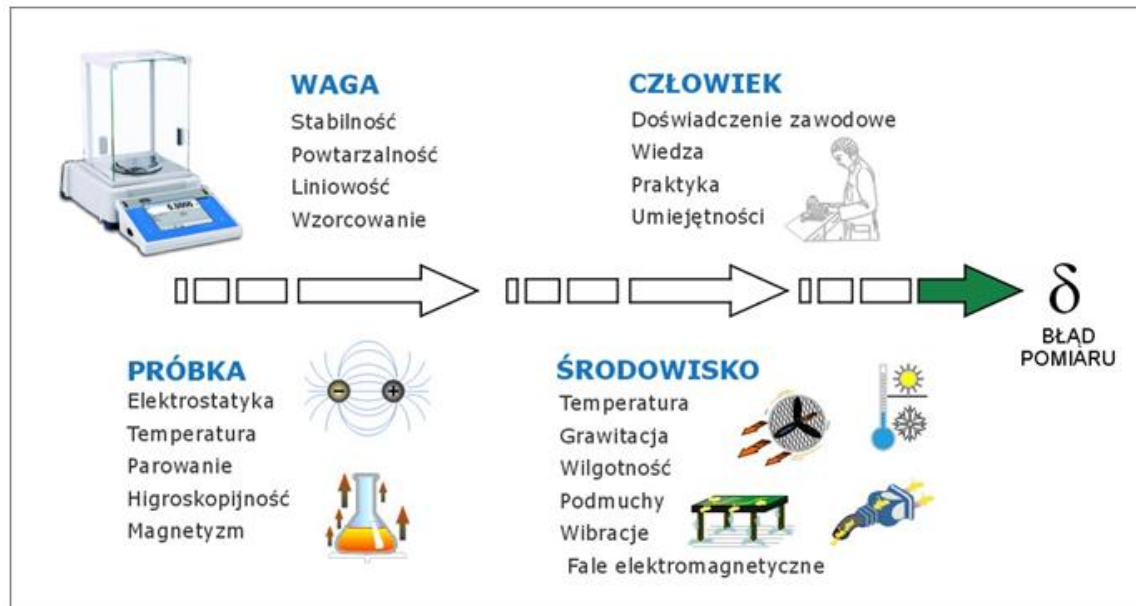 WAGA
Stabilność
Powtarzalność
Liniowość
Wzorcowanie
CZŁOWIEK
Doświadczenie zawodowe
Wiedza
Praktyka
Umiejętności
δ
BŁĄD
POMIARU
PRÓBKA
Elektrostatyka
Temperatura
Parowanie
Higroskopijność
Magnetyzm
ŚRODOWISKO
Temperatura
Grawitacja
Wilgotność
Podmuchy
Wibracje
Fale elektromagnetyczne